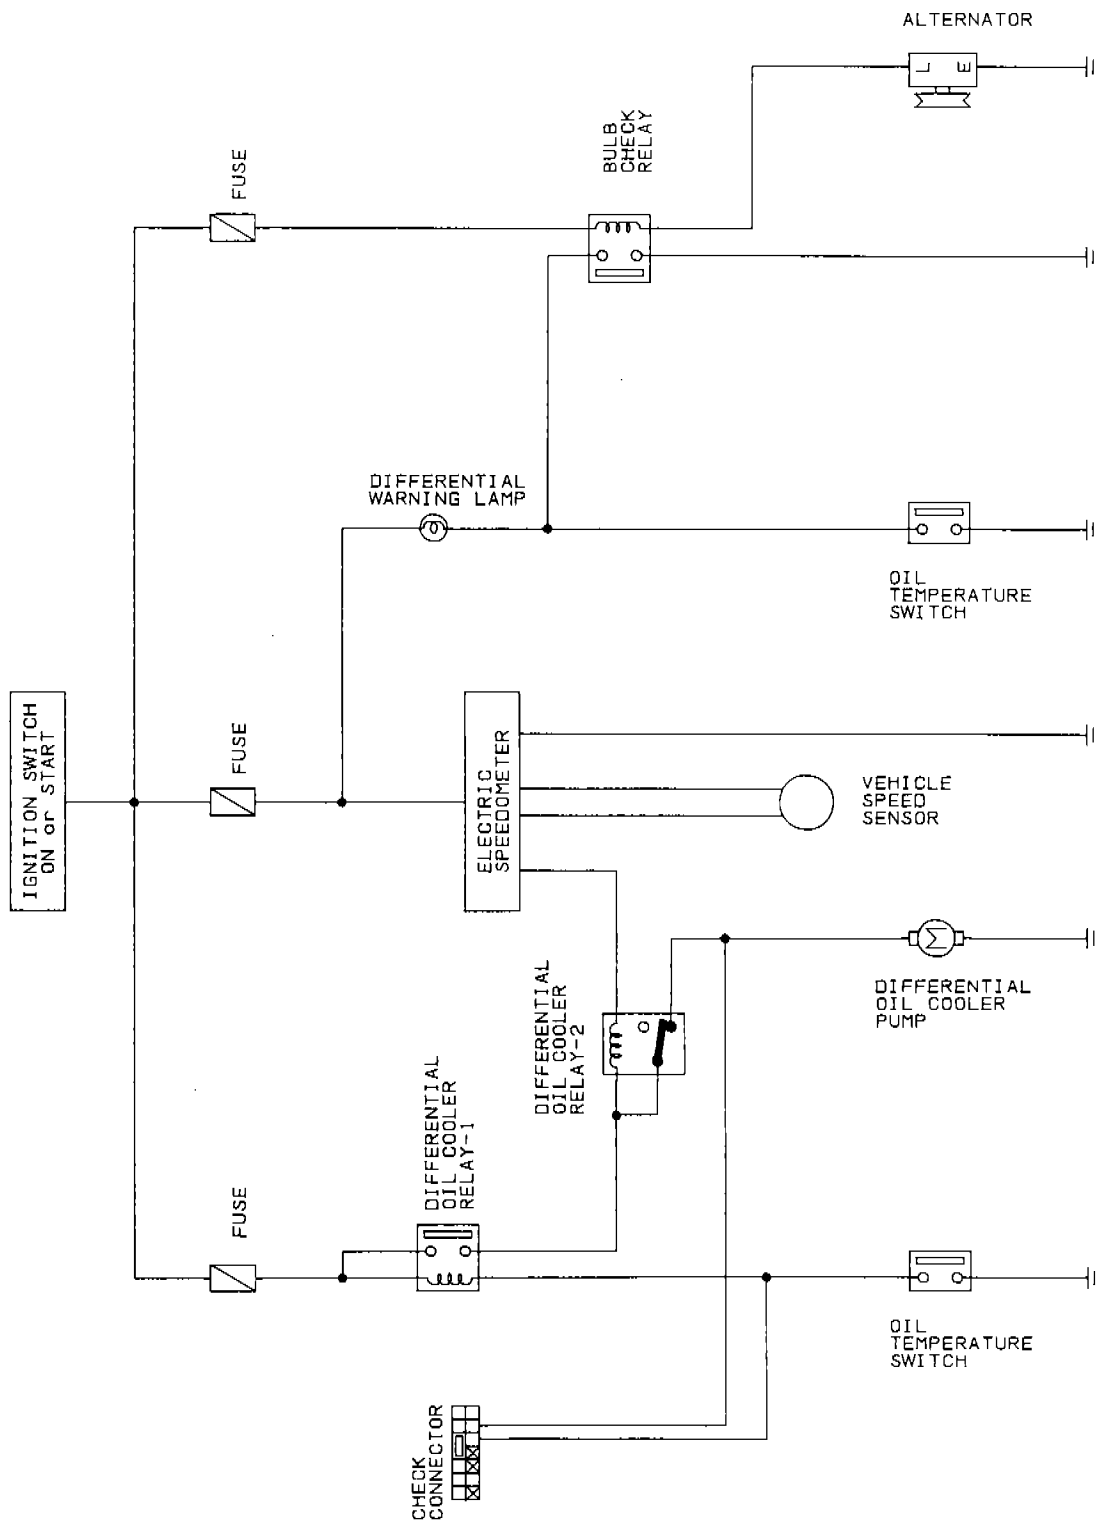 ALTERNATOR
L E
BULB
CHECK
RELAY
FUSE
DIFFERENTIAL
WARNING LAMP
OIL
TEMPERATURE
SWITCH
IGNITION SWITCH
ON or START
FUSE
ELECTRIC
SPEEDOMETER
VEHICLE
SPEED
SENSOR
DIFFERENTIAL
OIL COOLER
RELAY-2
M
DIFFERENTIAL
OIL COOLER
PUMP
DIFFERENTIAL
OIL COOLER
RELAY-1
FUSE
OIL
TEMPERATURE
SWITCH
CHECK
CONNECTOR